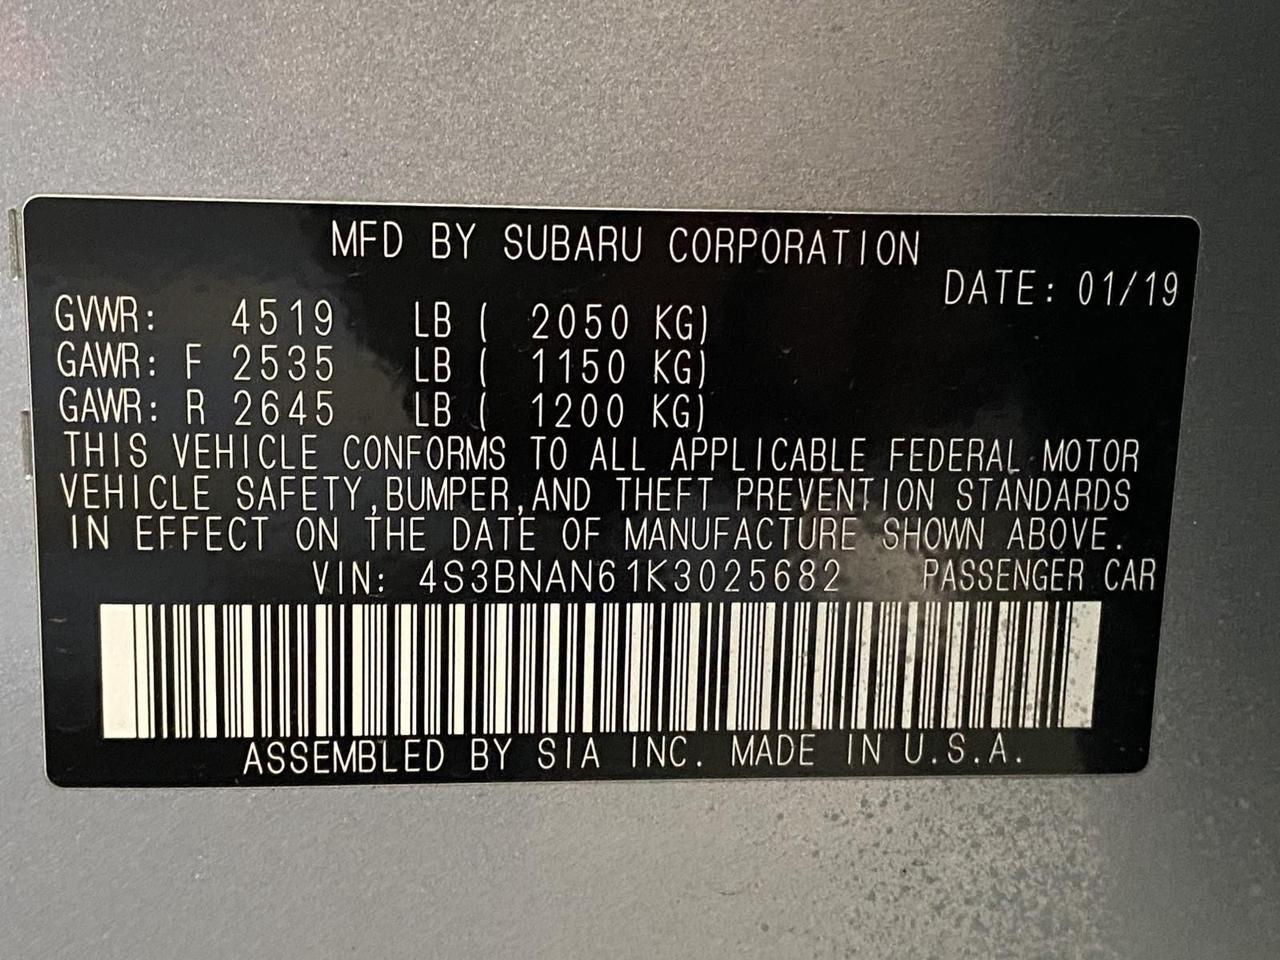 MFD BY SUBARU CORPORATION
DATE: 01/19
GVWR: 4519 LB ( 2050 KG)
GAWR: F 2535 LB ( 1150 KG)
GAWR: R 2645 LB ( 1200 KG)
THIS VEHICLE CONFORMS TO ALL APPLICABLE FEDERAL MOTOR
VEHICLE SAFETY,BUMPER,AND THEFT PREVENTION STANDARDS
IN EFFECT ON THE DATE OF MANUFACTURE SHOWN ABOVE.
VIN: 4S3BNAN61K3025682 PASSENGER CAR
ASSEMBLED BY SIA INC. MADE IN U.S.A.